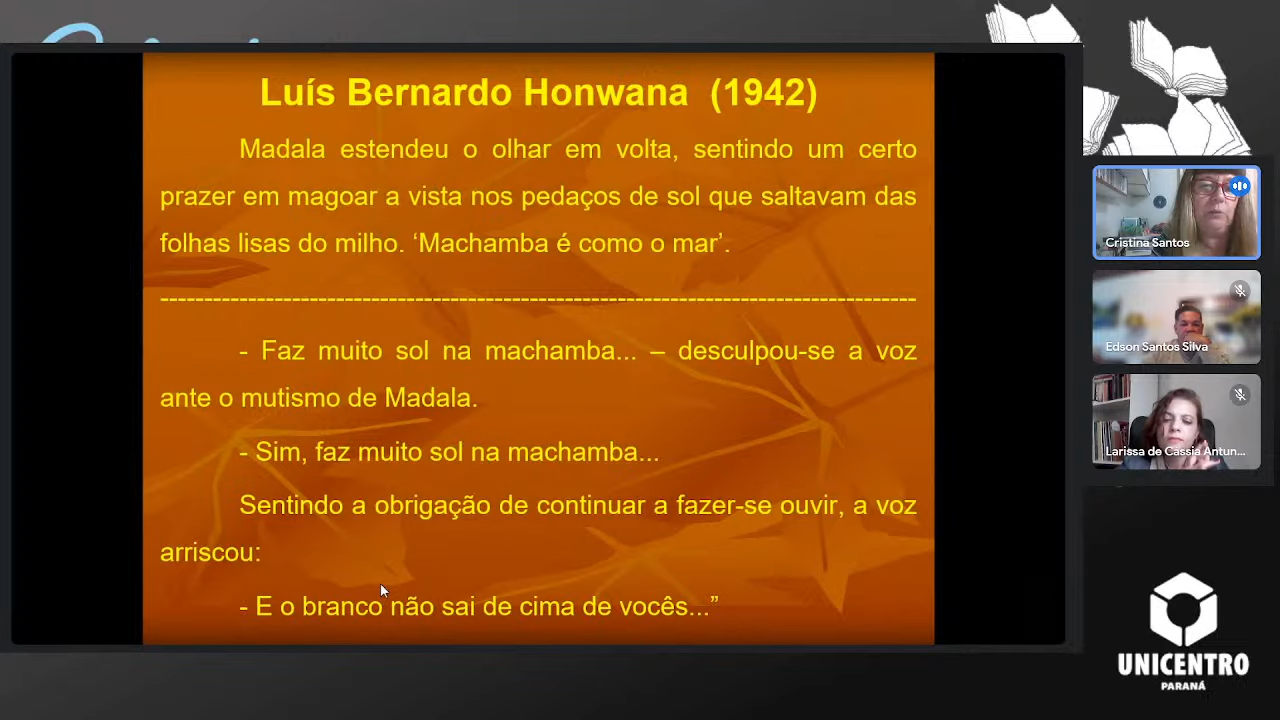 Luís Bernardo Honwana (1942)
Madala estendeu o olhar em volta, sentindo um certo
prazer em magoar a vista nos pedaços de sol que saltavam das
folhas lisas do milho. ‘Machamba é como o mar’.
--------------------------------------------------------------------------------------
- Faz muito sol na machamba... – desculpou-se a voz
ante o mutismo de Madala.
- Sim, faz muito sol na machamba...
Sentindo a obrigação de continuar a fazer-se ouvir, a voz
arriscou:
- E o branco não sai de cima de vocês...”
Cristina Santos
Edson Santos Silva
Larissa de Cassia Antun...
UNICENTRO
PARANÁ